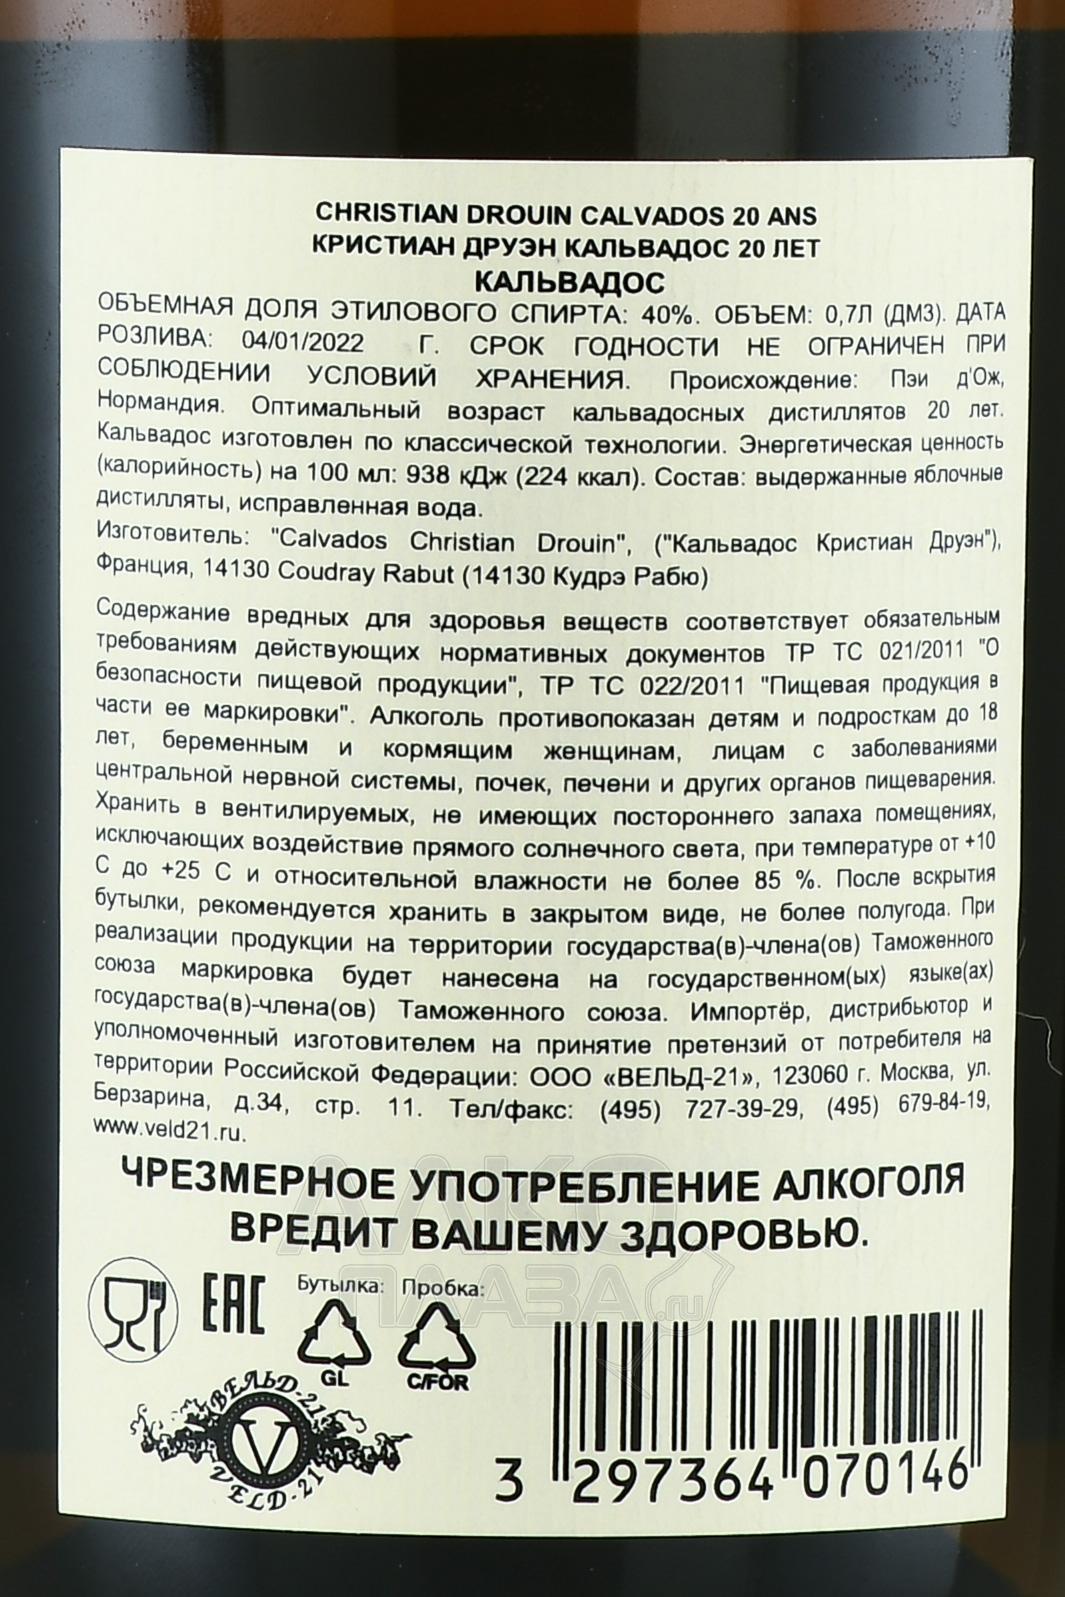 CHRISTIAN DROUIN CALVADOS 20 ANS
КРИСТИАН ДРУЭН КАЛЬВАДОС 20 ЛЕТ
КАЛЬВАДОС
ОБЪЕМНАЯ ДОЛЯ ЭТИЛОВОГО СПИРТА: 40%. ОБЪЕМ: 0,7Л (ДМ3). ДАТА
РОЗЛИВА: 04/01/2022 Г. СРОК ГОДНОСТИ НЕ ОГРАНИЧЕН ПРИ
СОБЛЮДЕНИИ УСЛОВИЙ ХРАНЕНИЯ. Происхождение: Пэи д'Ож,
Нормандия. Оптимальный возраст кальвадосных дистиллятов 20 лет.
Кальвадос изготовлен по классической технологии. Энергетическая ценность
(калорийность) на 100 мл: 938 кДж (224 ккал). Состав: выдержанные яблочные
дистилляты, исправленная вода.
Изготовитель: "Calvados Christian Drouin", ("Кальвадос Кристиан Друэн"),
Франция, 14130 Coudray Rabut (14130 Кудрэ Рабю)
Содержание вредных для здоровья веществ соответствует обязательным
требованиям действующих нормативных документов ТР ТС 021/2011 "О
безопасности пищевой продукции", ТР ТС 022/2011 "Пищевая продукция в
части ее маркировки". Алкоголь противопоказан детям и подросткам до 18
лет, беременным и кормящим женщинам, лицам с заболеваниями
центральной нервной системы, почек, печени и других органов пищеварения.
Хранить в вентилируемых, не имеющих постороннего запаха помещениях,
исключающих воздействие прямого солнечного света, при температуре от +10
С до +25 С и относительной влажности не более 85 %. После вскрытия
бутылки, рекомендуется хранить в закрытом виде, не более полугода. При
реализации продукции на территории государства(в)-члена(ов) Таможенного
союза маркировка будет нанесена на государственном(ых) языке(ах)
государства(в)-члена(ов) Таможенного союза. Импортёр, дистрибьютор и
уполномоченный изготовителем на принятие претензий от потребителя на
территории Российской Федерации: ООО «ВЕЛЬД-21», 123060 г. Москва, ул.
Берзарина, д.34, стр. 11. Тел/факс: (495) 727-39-29, (495) 679-84-19,
www.veld21.ru.
ЧРЕЗМЕРНОЕ УПОТРЕБЛЕНИЕ АЛКОГОЛЯ
ВРЕДИТ ВАШЕМУ ЗДОРОВЬЮ.
АЛКО
ПЛАЗА.ru
EAC
Бутылка: Пробка:
GL C/FOR
ВЕЛЬД-21
V
VELD-21
3 297364 070146